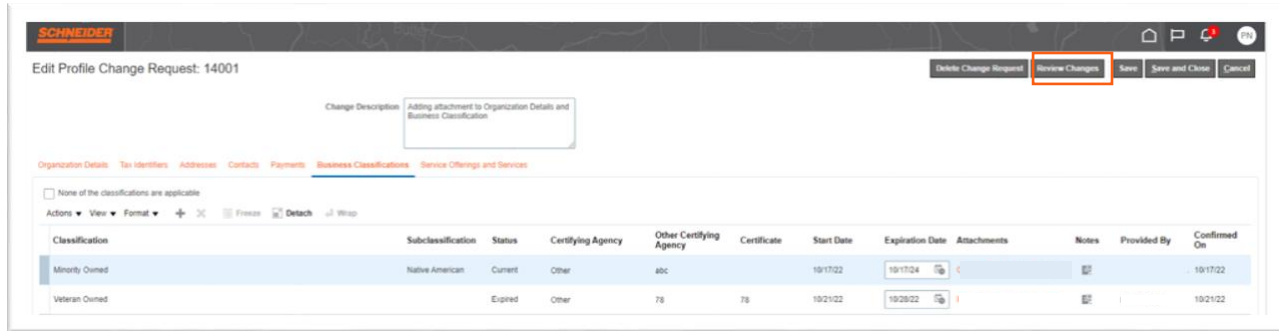 SCHNEIDER
3 PN
Edit Profile Change Request: 14001
Delete Change Request Review Changes Save Save and Close Cancel
Change Description Adding attachment to Organization Details and
Business Classification
Organization Details Tax Identifiers Addresses Contacts Payments Business Classifications Service Offerings and Services
None of the classifications are applicable
Actions View Format Freeze Detach Wrap
Classification Subclassification Status Certifying Agency Other Certifying Agency Certificate Start Date Expiration Date Attachments Notes Provided By Confirmed On
Minority Owned Native American Current Other abc 10/17/22 10/17/24 10/17/22
Veteran Owned Expired Other 78 78 10/21/22 10/28/22 10/21/22